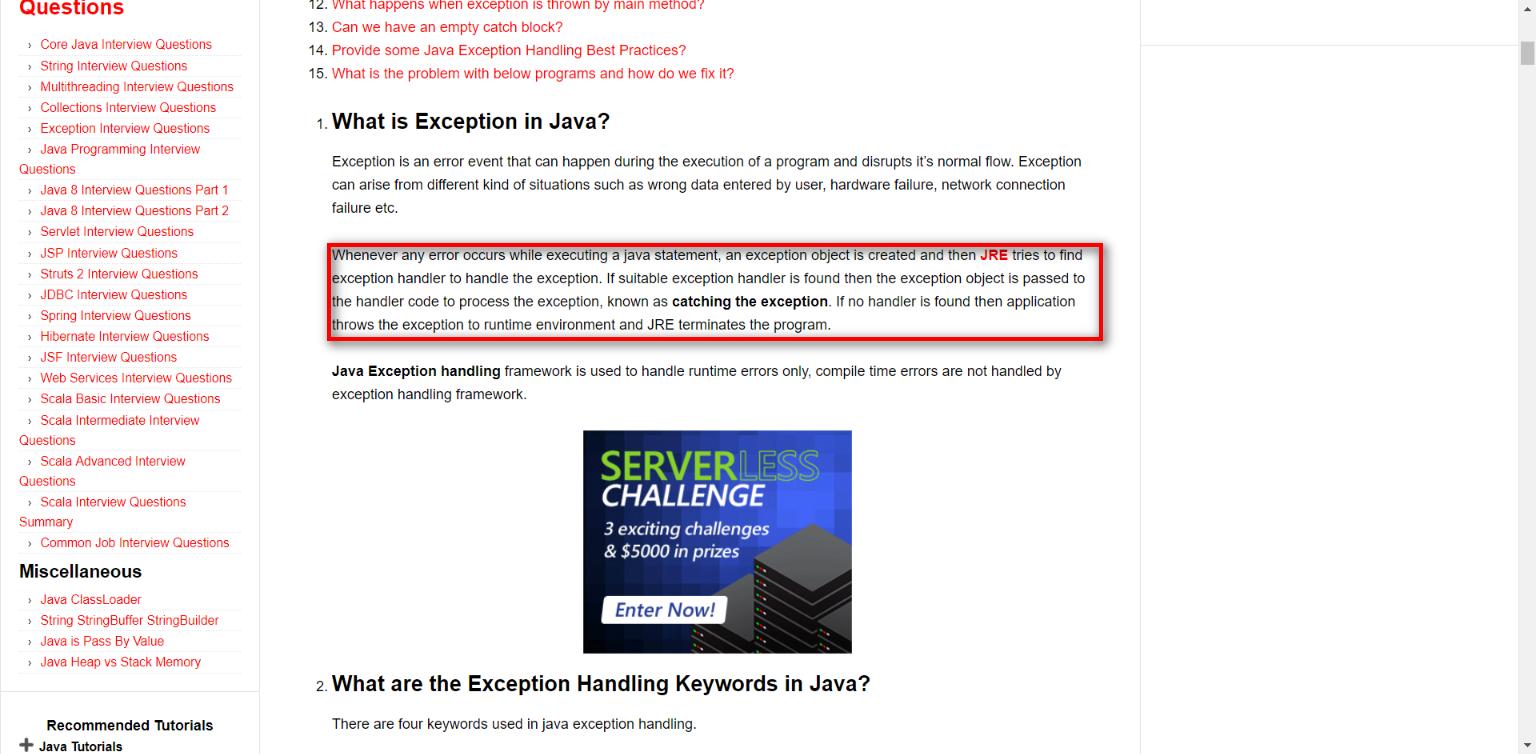 Questions
› Core Java Interview Questions
› String Interview Questions
› Multithreading Interview Questions
› Collections Interview Questions
› Exception Interview Questions
› Java Programming Interview
Questions
› Java 8 Interview Questions Part 1
› Java 8 Interview Questions Part 2
› Servlet Interview Questions
› JSP Interview Questions
› Struts 2 Interview Questions
› JDBC Interview Questions
› Spring Interview Questions
› Hibernate Interview Questions
› JSF Interview Questions
› Web Services Interview Questions
› Scala Basic Interview Questions
› Scala Intermediate Interview
Questions
› Scala Advanced Interview
Questions
› Scala Interview Questions
Summary
› Common Job Interview Questions
Miscellaneous
› Java ClassLoader
› String StringBuffer StringBuilder
› Java is Pass By Value
› Java Heap vs Stack Memory
Recommended Tutorials
Java Tutorials
12. What happens when exception is thrown by main method?
13. Can we have an empty catch block?
14. Provide some Java Exception Handling Best Practices?
15. What is the problem with below programs and how do we fix it?
1. What is Exception in Java?
Exception is an error event that can happen during the execution of a program and disrupts it’s normal flow. Exception
can arise from different kind of situations such as wrong data entered by user, hardware failure, network connection
failure etc.
Whenever any error occurs while executing a java statement, an exception object is created and then JRE tries to find
exception handler to handle the exception. If suitable exception handler is found then the exception object is passed to
the handler code to process the exception, known as catching the exception. If no handler is found then application
throws the exception to runtime environment and JRE terminates the program.
Java Exception handling framework is used to handle runtime errors only, compile time errors are not handled by
exception handling framework.
SERVERLESS
CHALLENGE
3 exciting challenges
& $5000 in prizes
Enter Now!
2. What are the Exception Handling Keywords in Java?
There are four keywords used in java exception handling.